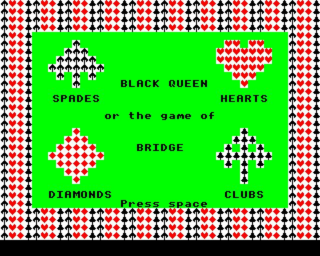 BLACK QUEEN
SPADES HEARTS
or the game of
BRIDGE
DIAMONDS CLUBS
Press space